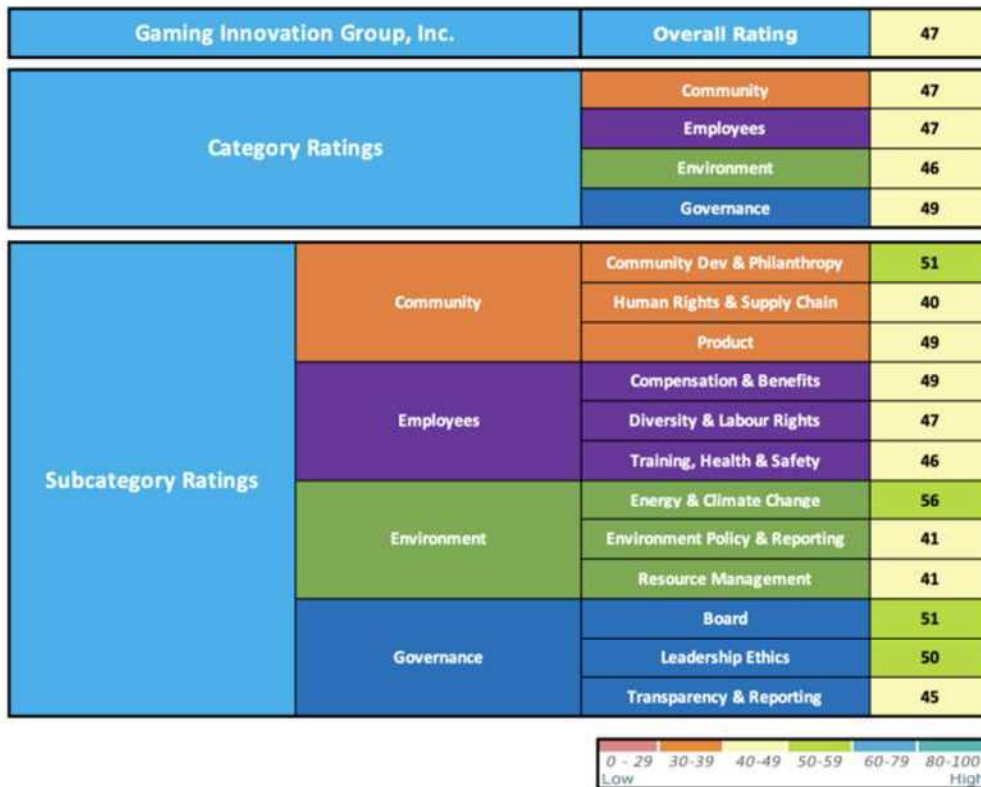 Gaming Innovation Group, Inc. Overall Rating 47
Category Ratings
Community 47
Employees 47
Environment 46
Governance 49
Subcategory Ratings
Community
Community Dev & Philanthropy 51
Human Rights & Supply Chain 40
Product 49
Employees
Compensation & Benefits 49
Diversity & Labour Rights 47
Training, Health & Safety 46
Environment
Energy & Climate Change 56
Environment Policy & Reporting 41
Resource Management 41
Governance
Board 51
Leadership Ethics 50
Transparency & Reporting 45
0 - 29 30-39 40-49 50-59 60-79 80-100
Low High